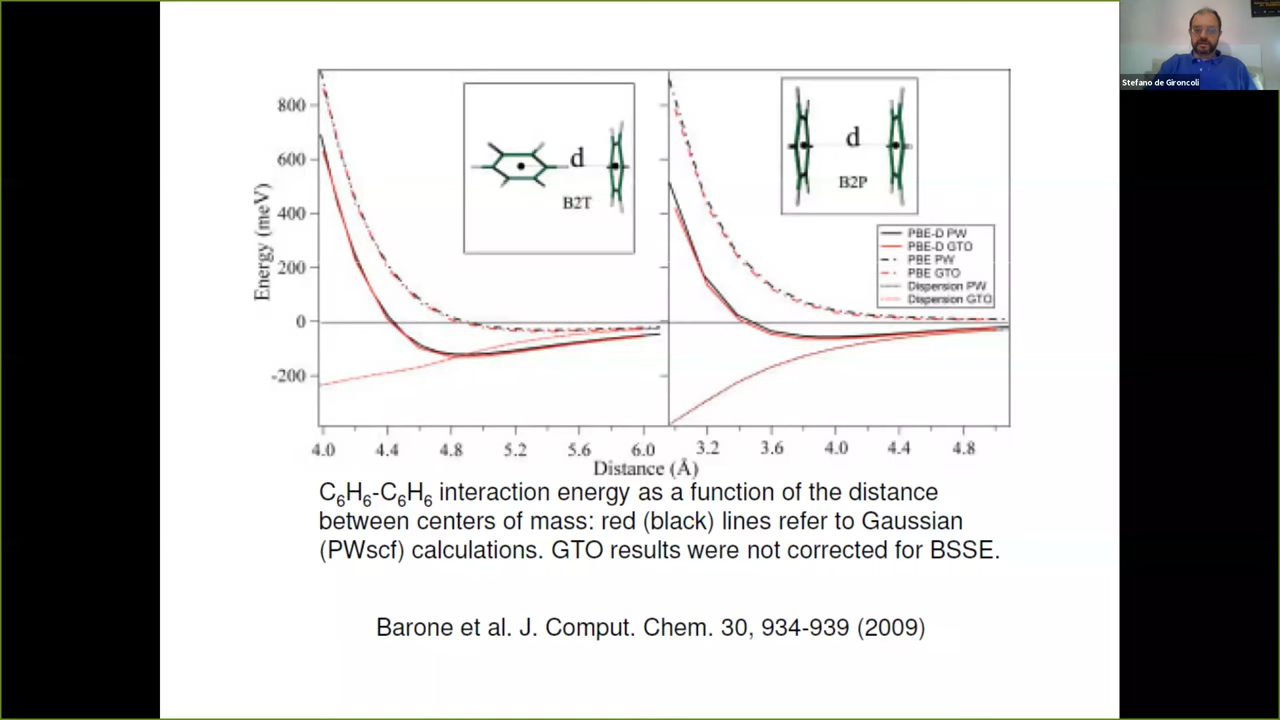 Stefano de Gironcoli
800
600
400
200
0
-200
Energy (meV)
d
B2T
d
B2P
PBE-D PW
PBE-D GTO
PBE PW
PBE GTO
Dispersion PW
Dispersion GTO
4.0 4.4 4.8 5.2 5.6 6.0 3.2 3.6 4.0 4.4 4.8
Distance (Å)
C₆H₆-C₆H₆ interaction energy as a function of the distance
between centers of mass: red (black) lines refer to Gaussian
(PWscf) calculations. GTO results were not corrected for BSSE.
Barone et al. J. Comput. Chem. 30, 934-939 (2009)